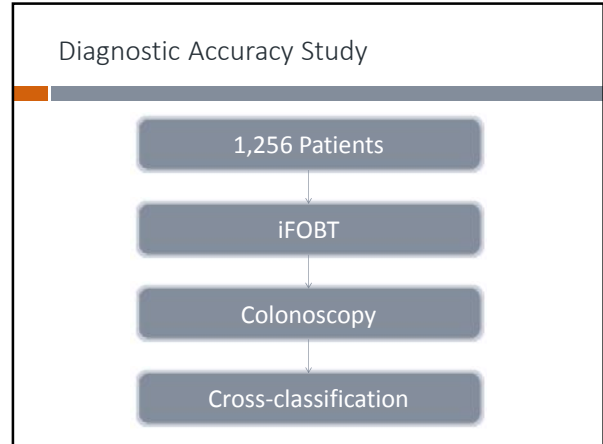 Diagnostic Accuracy Study
1,256 Patients
iFOBT
Colonoscopy
Cross-classification